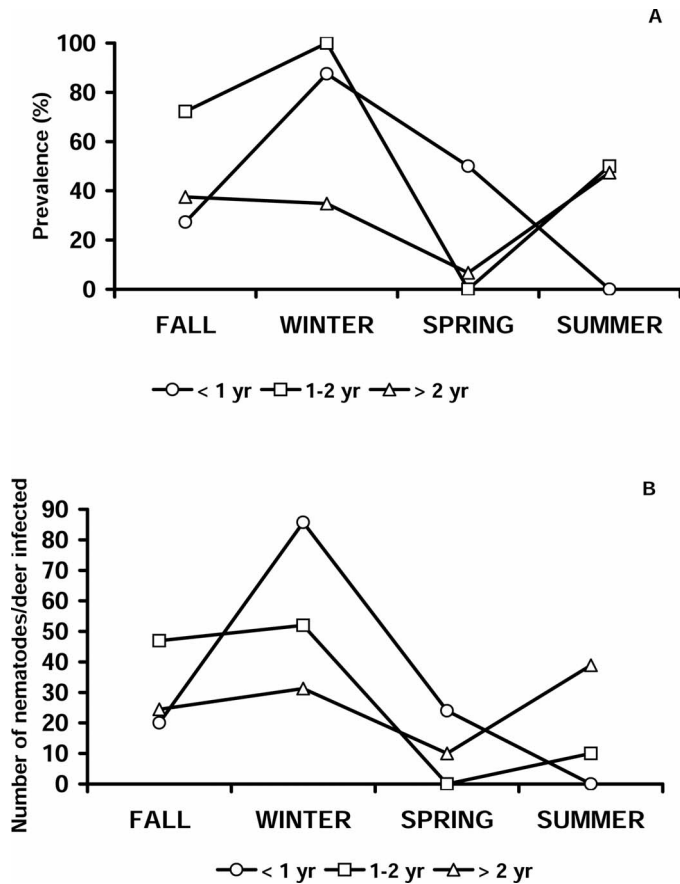 A
100
80
60
40
20
0
Prevalence (%)
FALL WINTER SPRING SUMMER
< 1 yr 1-2 yr > 2 yr
B
90
80
70
60
50
40
30
20
10
0
Number of nematodes/deer infected
FALL WINTER SPRING SUMMER
< 1 yr 1-2 yr > 2 yr